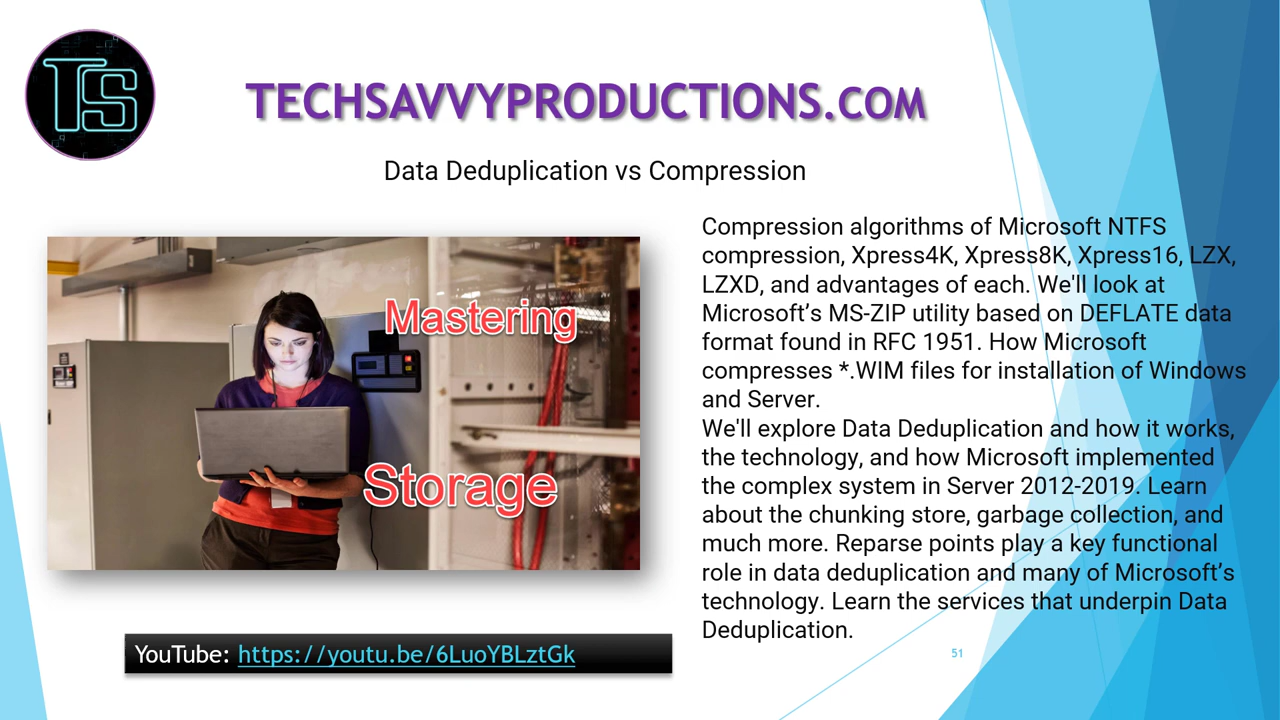 TS
TECHSAVVYPRODUCTIONS.COM
Data Deduplication vs Compression
Mastering
Storage
Compression algorithms of Microsoft NTFS
compression, Xpress4K, Xpress8K, Xpress16, LZX,
LZXD, and advantages of each. We'll look at
Microsoft’s MS-ZIP utility based on DEFLATE data
format found in RFC 1951. How Microsoft
compresses *.WIM files for installation of Windows
and Server.
We'll explore Data Deduplication and how it works,
the technology, and how Microsoft implemented
the complex system in Server 2012-2019. Learn
about the chunking store, garbage collection, and
much more. Reparse points play a key functional
role in data deduplication and many of Microsoft’s
technology. Learn the services that underpin Data
Deduplication.
YouTube: https://youtu.be/6LuoYBLztGk
51